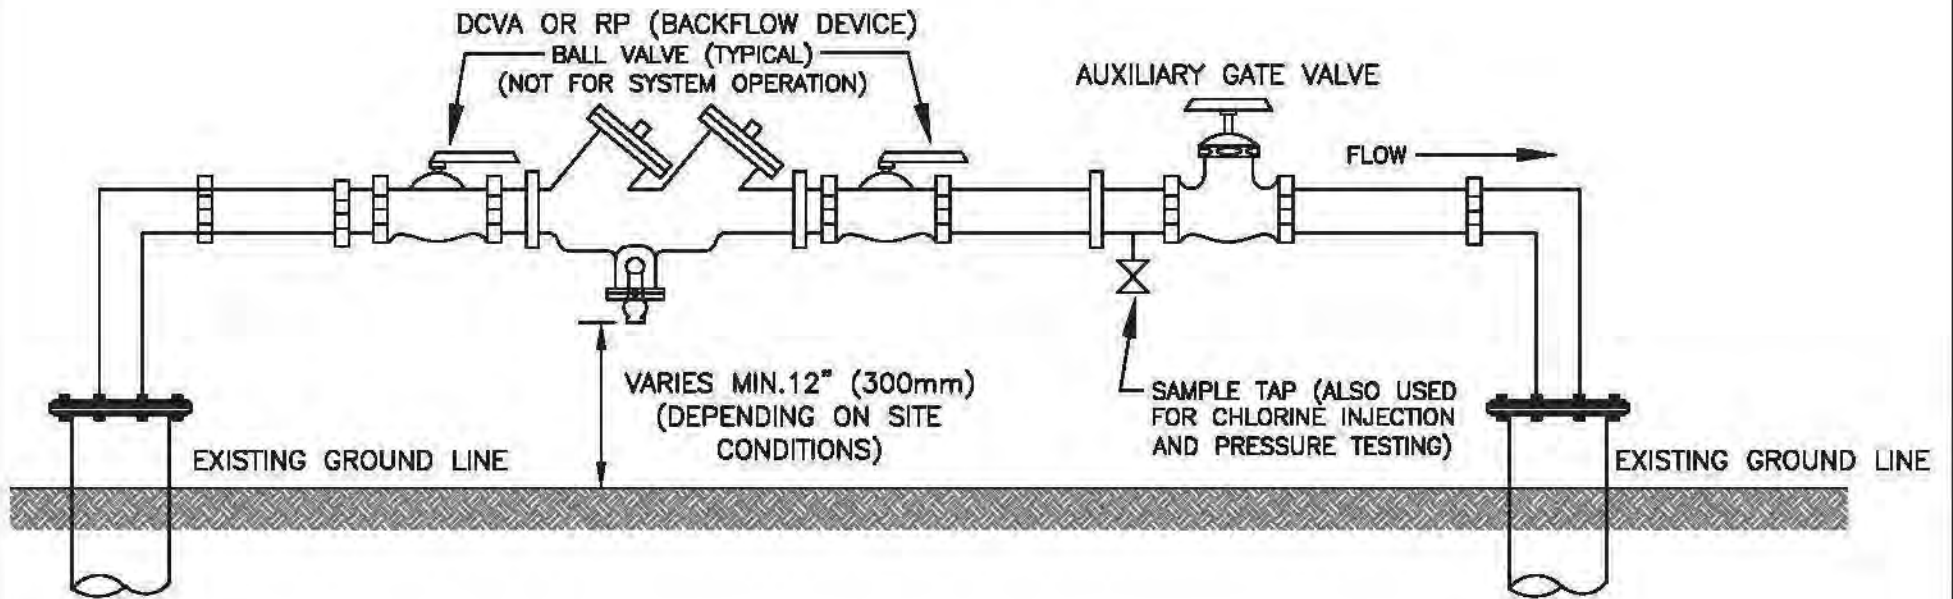 DCVA OR RP (BACKFLOW DEVICE)
BALL VALVE (TYPICAL)
(NOT FOR SYSTEM OPERATION)
AUXILIARY GATE VALVE
FLOW
VARIES MIN.12" (300mm)
(DEPENDING ON SITE
CONDITIONS)
SAMPLE TAP (ALSO USED
FOR CHLORINE INJECTION
AND PRESSURE TESTING)
EXISTING GROUND LINE
EXISTING GROUND LINE